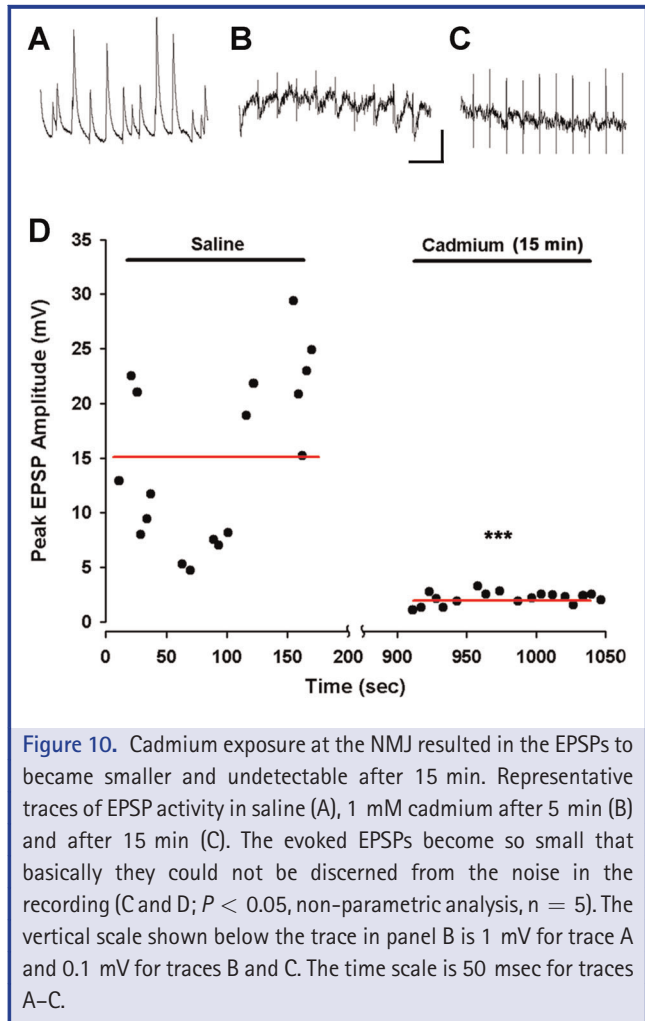 A
B
C
D
Saline
Cadmium (15 min)
35
30
25
20
15
10
5
0
Peak EPSP Amplitude (mV)
***
0 50 100 150 200 900 950 1000 1050
Time (sec)
Figure 10. Cadmium exposure at the NMJ resulted in the EPSPs to
became smaller and undetectable after 15 min. Representative
traces of EPSP activity in saline (A), 1 mM cadmium after 5 min (B)
and after 15 min (C). The evoked EPSPs become so small that
basically they could not be discerned from the noise in the
recording (C and D; P < 0.05, non-parametric analysis, n = 5). The
vertical scale shown below the trace in panel B is 1 mV for trace A
and 0.1 mV for traces B and C. The time scale is 50 msec for traces
A–C.